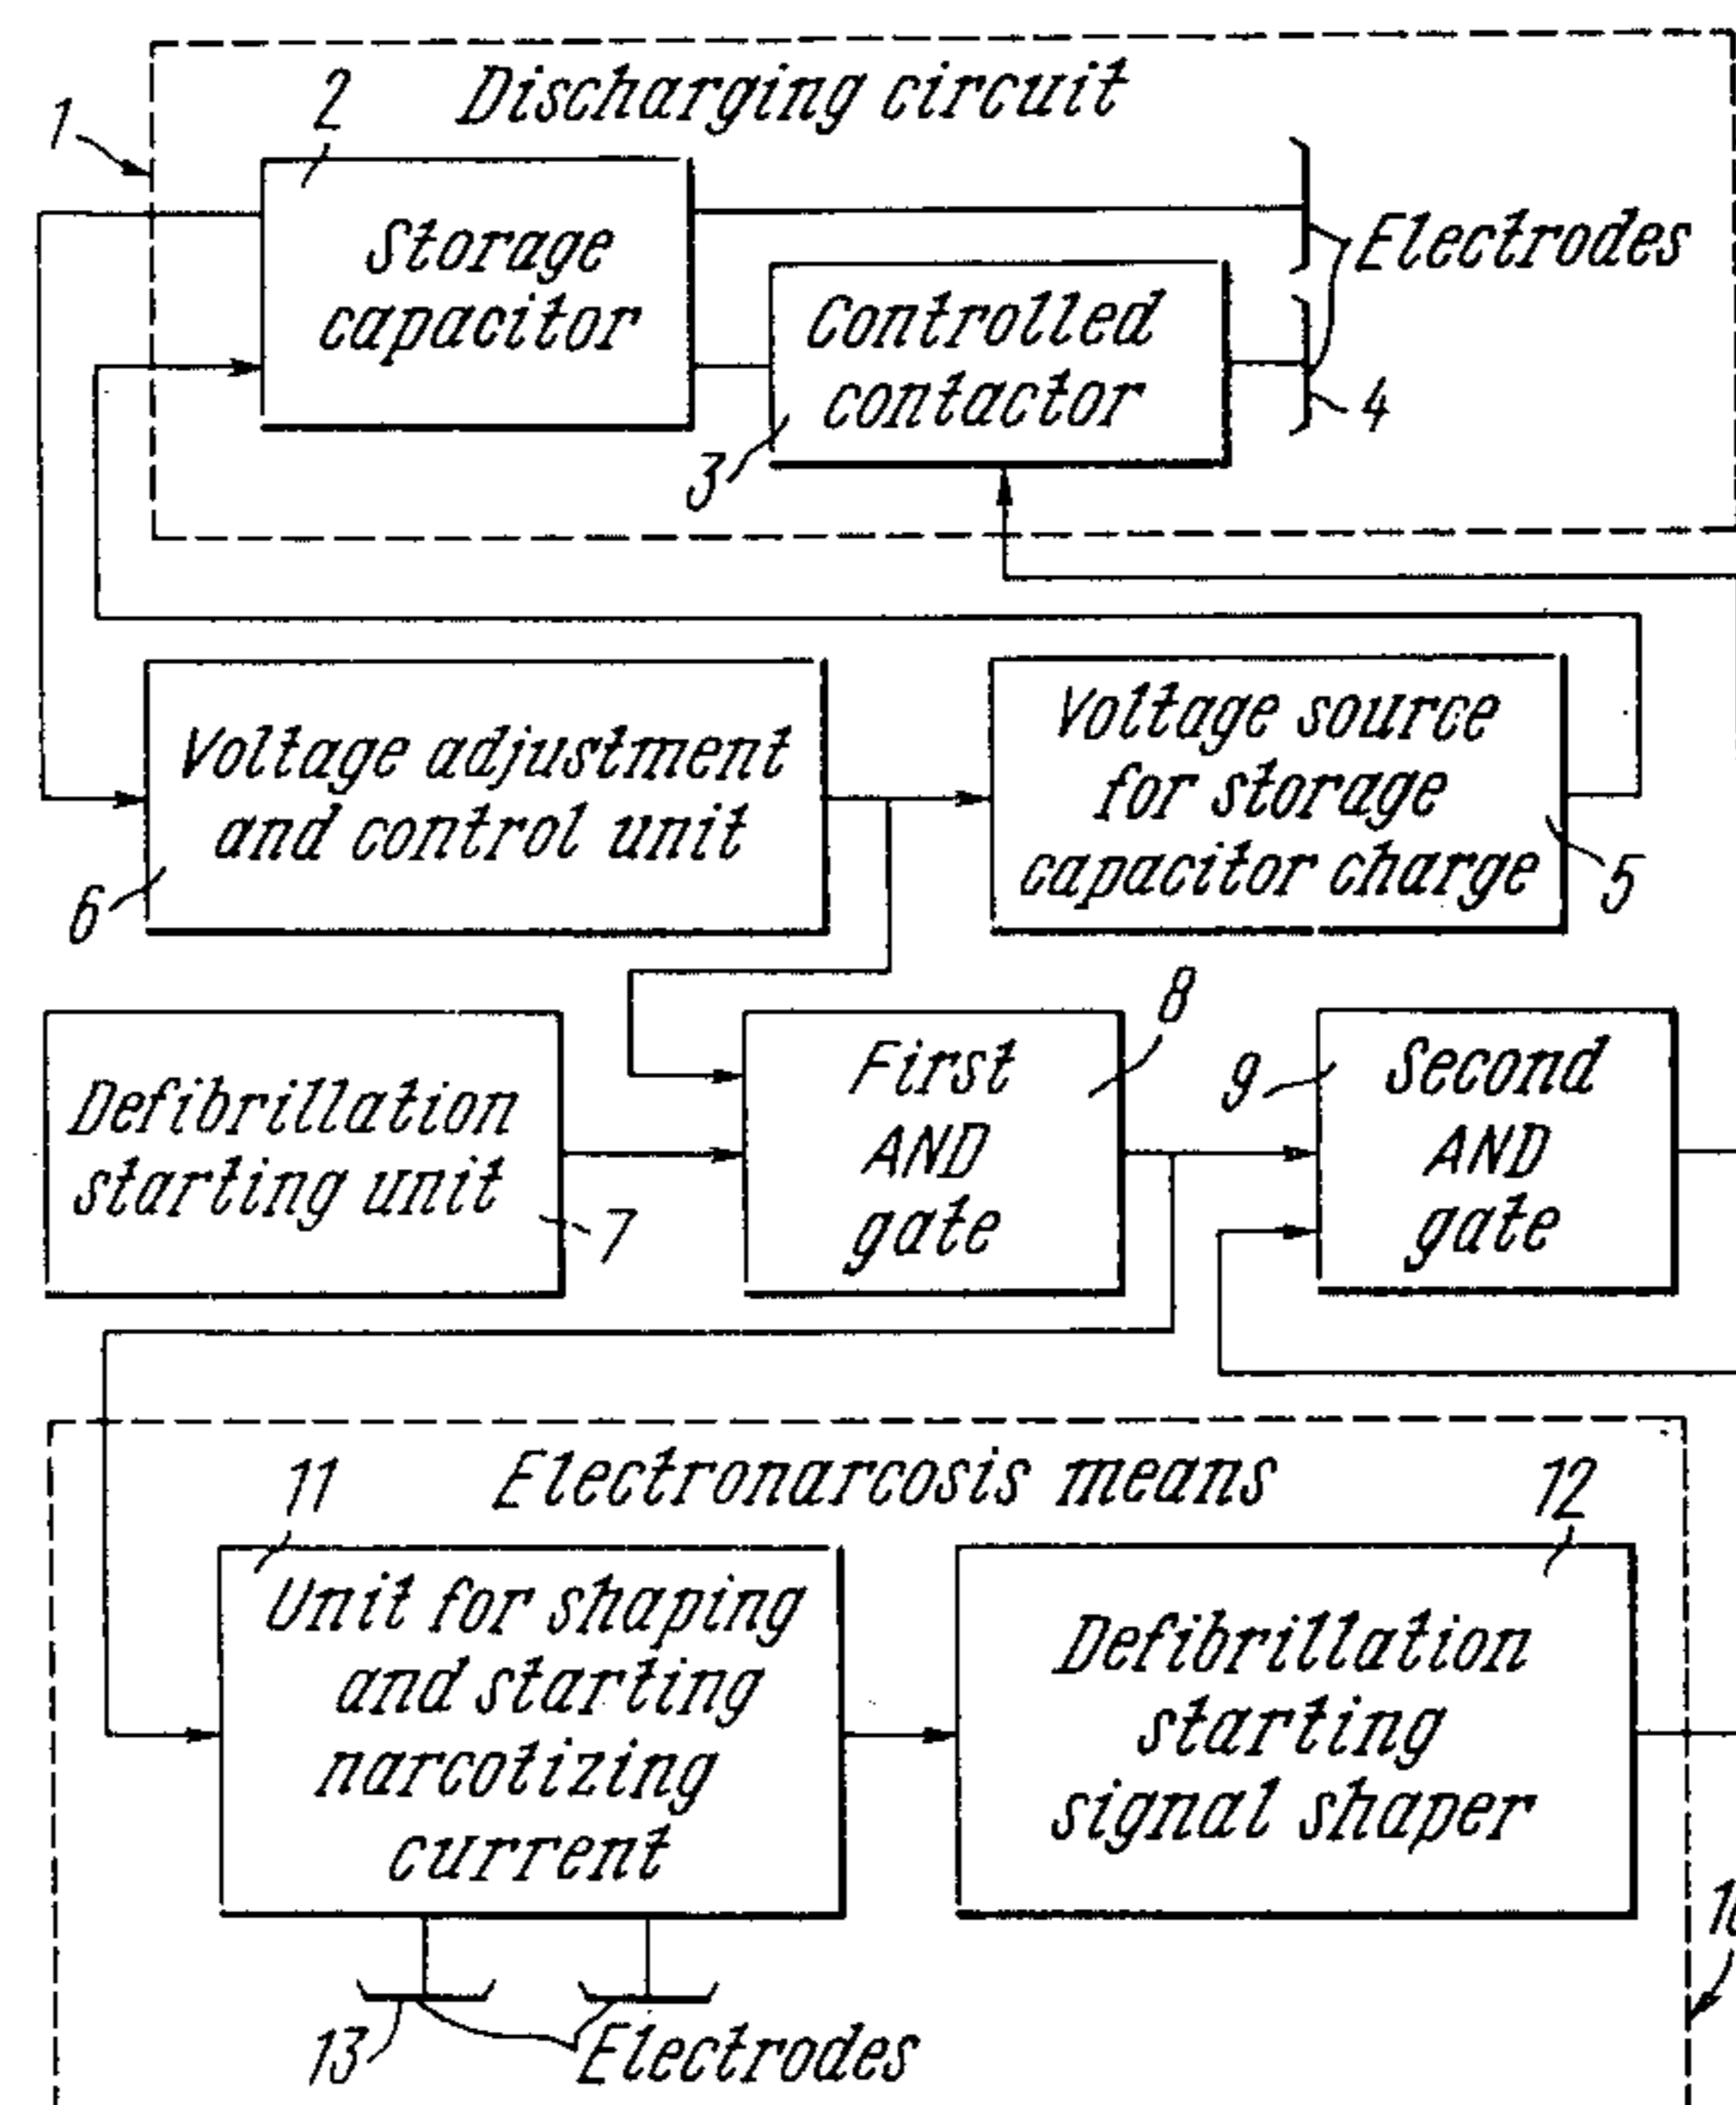 Discharging circuit
1
2
Storage
capacitor
Electrodes
Controlled
contactor
3
4
Voltage adjustment
and control unit
6
Voltage source
for storage
capacitor charge
5
Defibrillation
starting unit
7
First
AND
gate
8
9
Second
AND
gate
Electronarcosis means
11
Unit for shaping
and starting
narcotizing
current
12
Defibrillation
starting
signal shaper
13
Electrodes